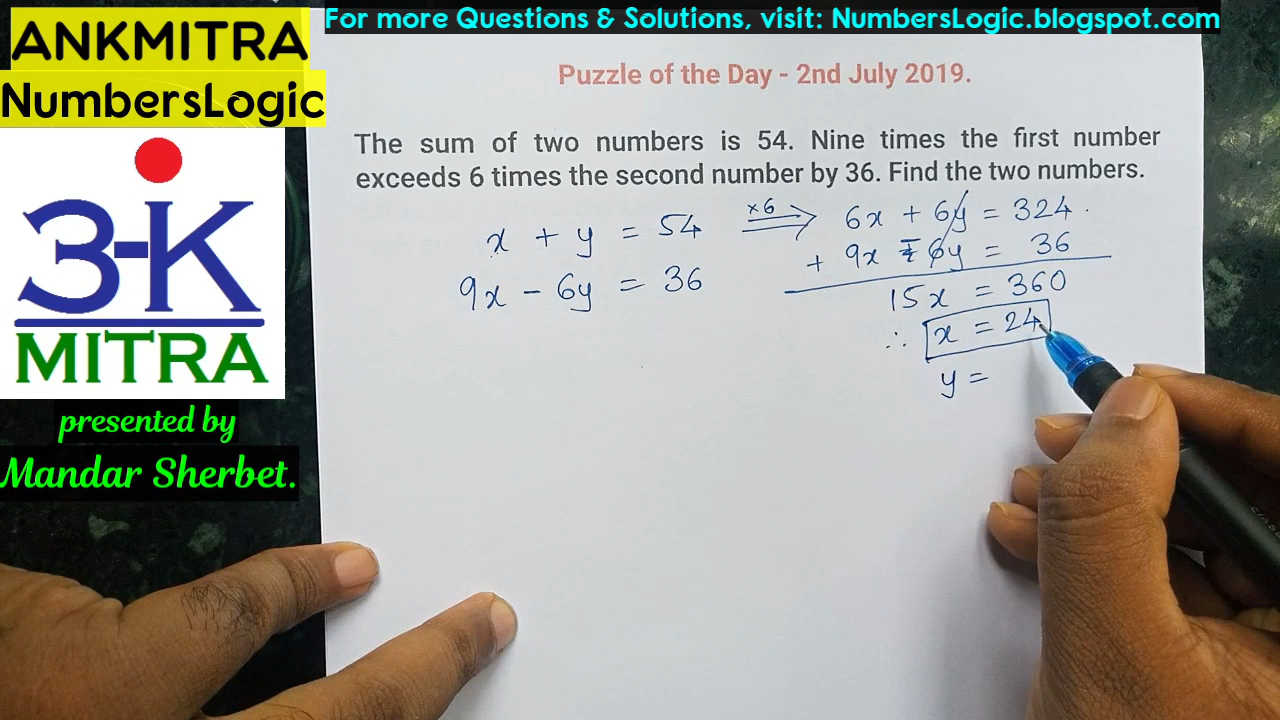 For more Questions & Solutions, visit: NumbersLogic.blogspot.com
ANKMITRA
NumbersLogic
3-K
MITRA
presented by
Mandar Sherbet.
Puzzle of the Day - 2nd July 2019.
The sum of two numbers is 54. Nine times the first number
exceeds 6 times the second number by 36. Find the two numbers.
x + y = 54
9x - 6y = 36
×6
6x + 6y = 324
+ 9x - 6y = 36
15x = 360
∴ x = 24
y =